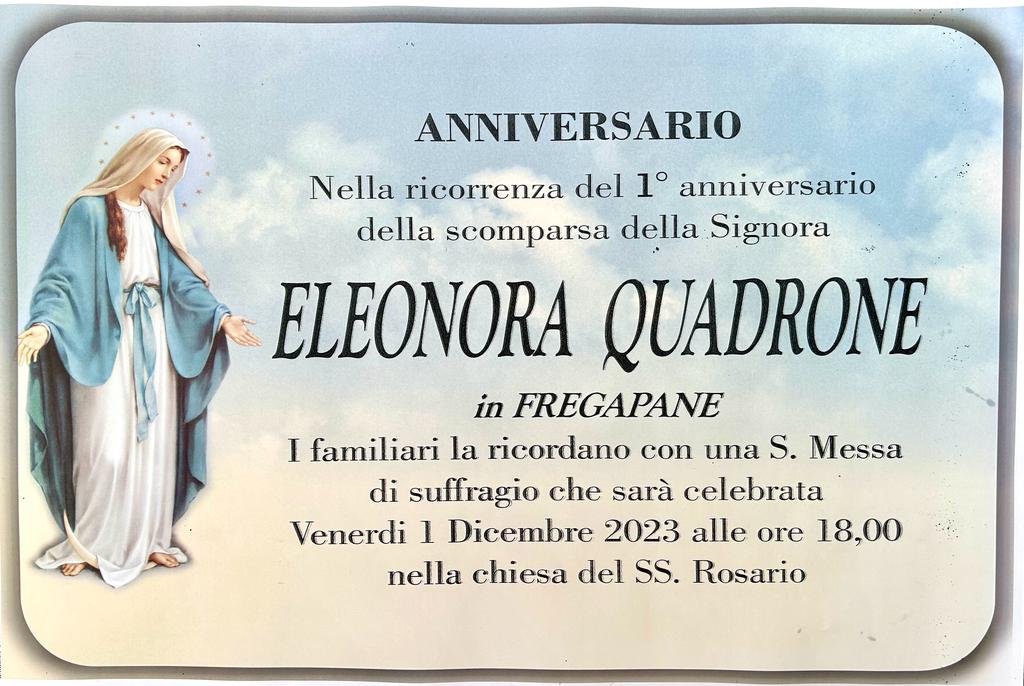 ANNIVERSARIO
Nella ricorrenza del 1° anniversario
della scomparsa della Signora
ELEONORA QUADRONE
in FREGAPANE
I familiari la ricordano con una S. Messa
di suffragio che sarà celebrata
Venerdi 1 Dicembre 2023 alle ore 18,00
nella chiesa del SS. Rosario